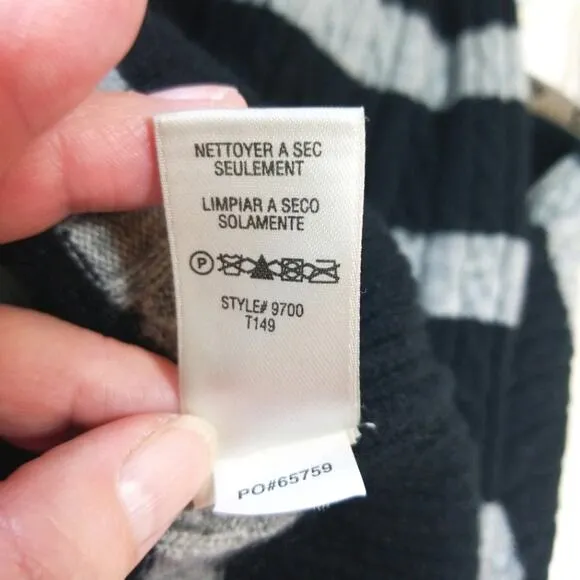 NETTOYER A SEC
SEULEMENT
LIMPIAR A SECO
SOLAMENTE
P
STYLE# 9700
T149
PO#65759